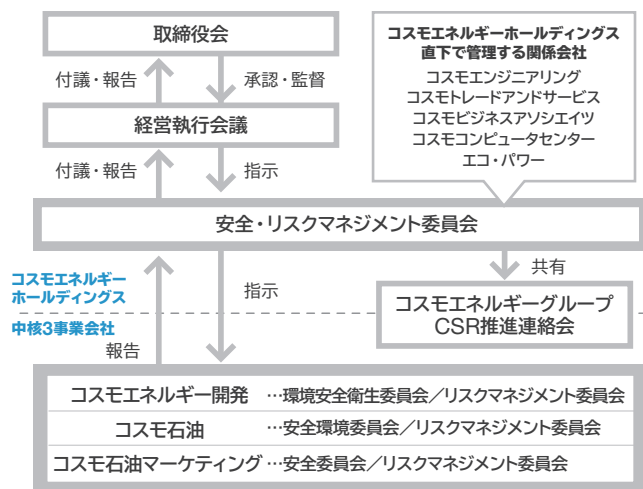 取締役会
コスモエネルギーホールディングス
直下で管理する関係会社
コスモエンジニアリング
コスモトレードアンドサービス
コスモビジネスアソシエイツ
コスモコンピュータセンター
エコ・パワー
付議・報告
承認・監督
経営執行会議
付議・報告
指示
安全・リスクマネジメント委員会
コスモエネルギー
ホールディングス
指示
共有
コスモエネルギーグループ
CSR推進連絡会
中核3事業会社
報告
コスモエネルギー開発 …環境安全衛生委員会／リスクマネジメント委員会
コスモ石油 …安全環境委員会／リスクマネジメント委員会
コスモ石油マーケティング …安全委員会／リスクマネジメント委員会